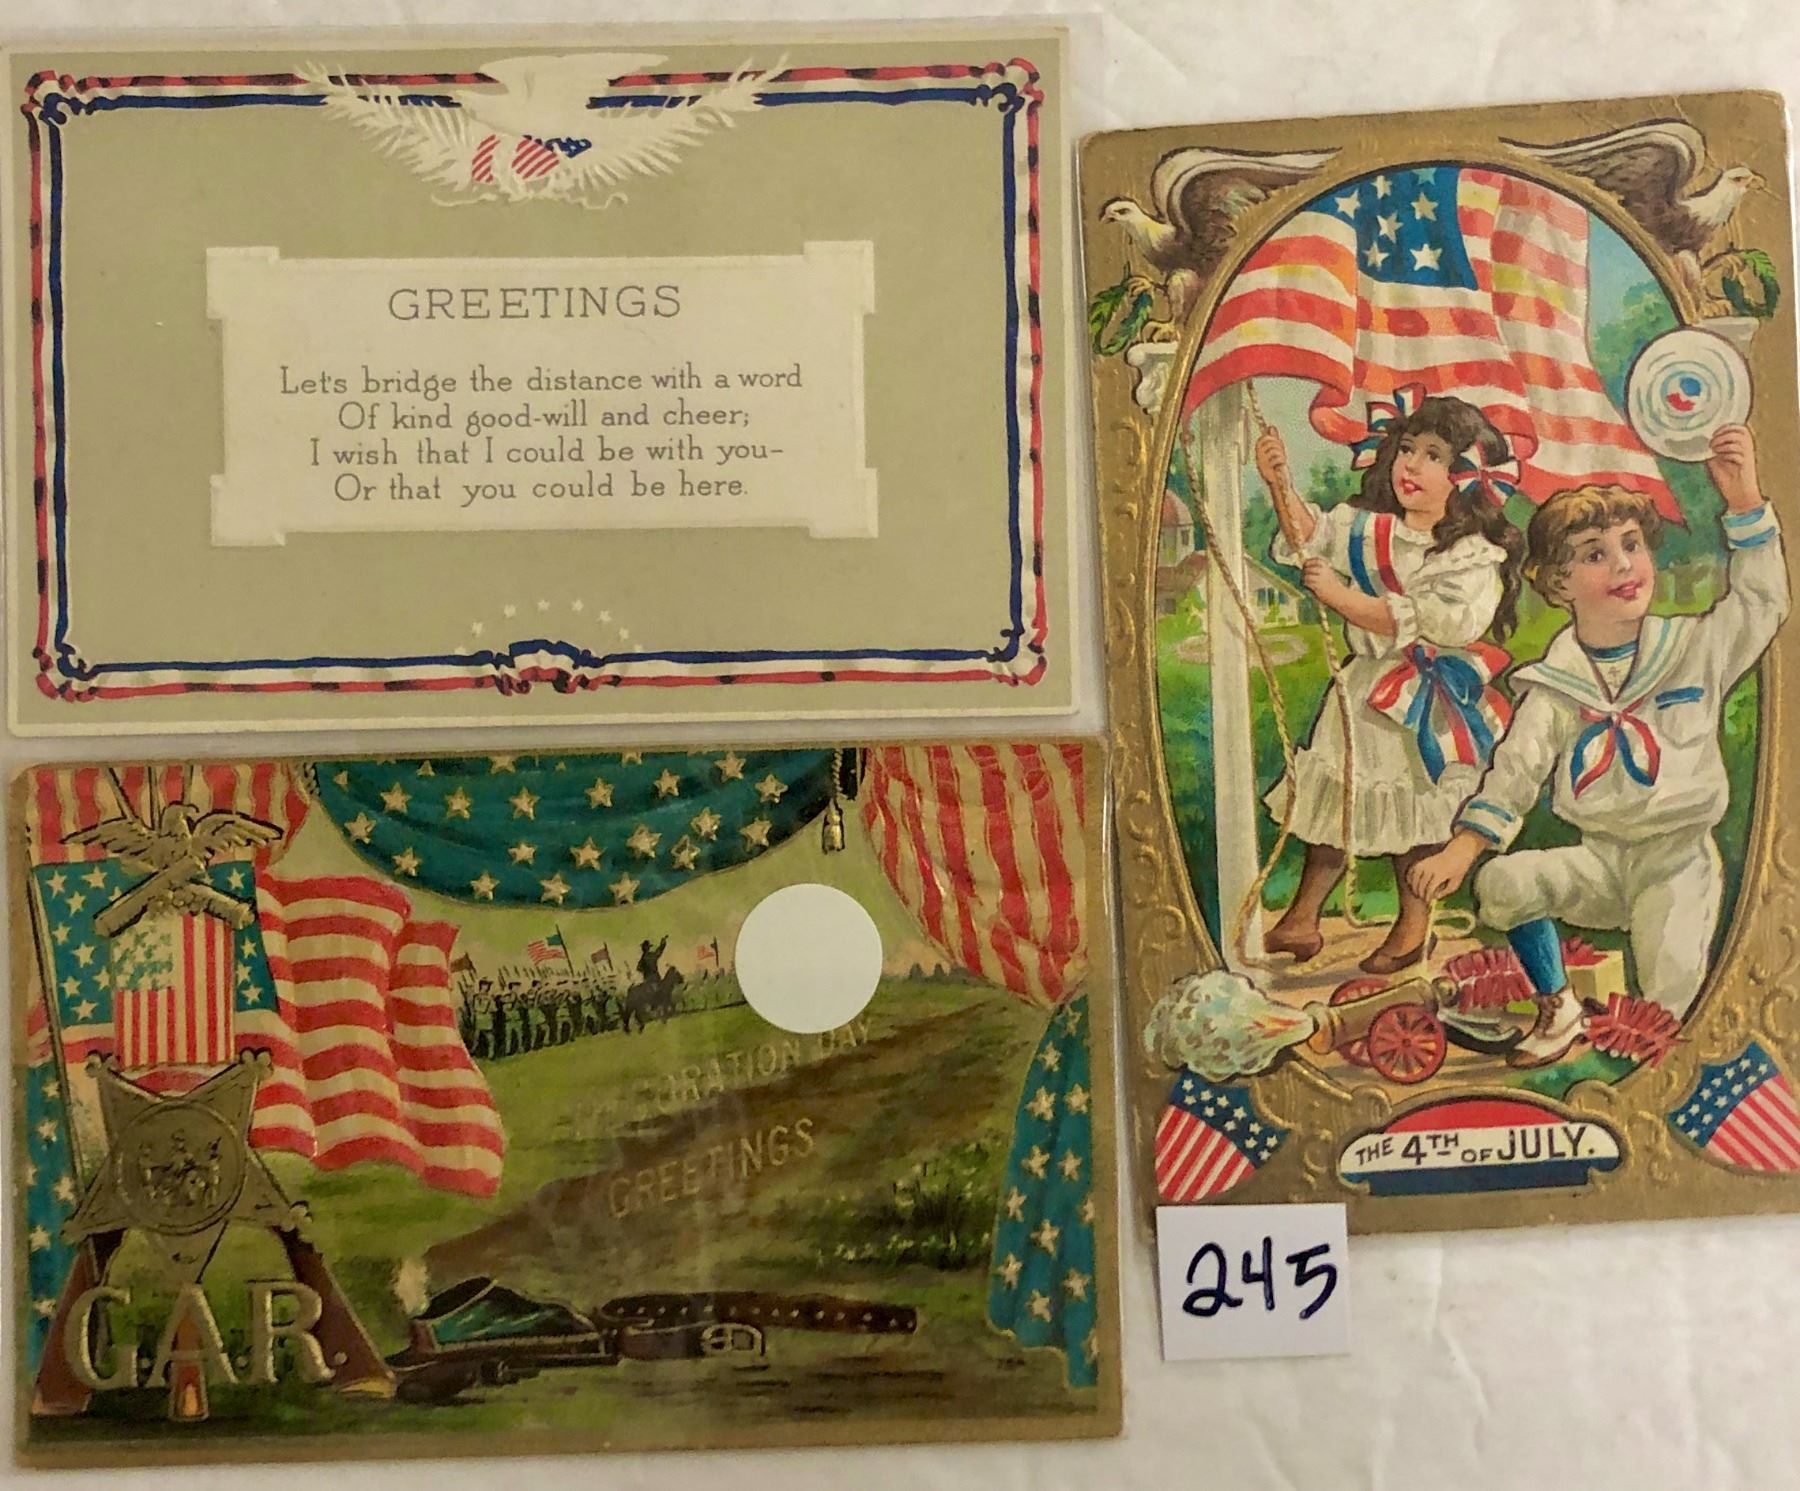 GREETINGS
Let's bridge the distance with a word
Of kind good-will and cheer;
I wish that I could be with you-
Or that you could be here.
THE 4TH OF JULY.
DAY
GREETINGS
G.A.R.
245